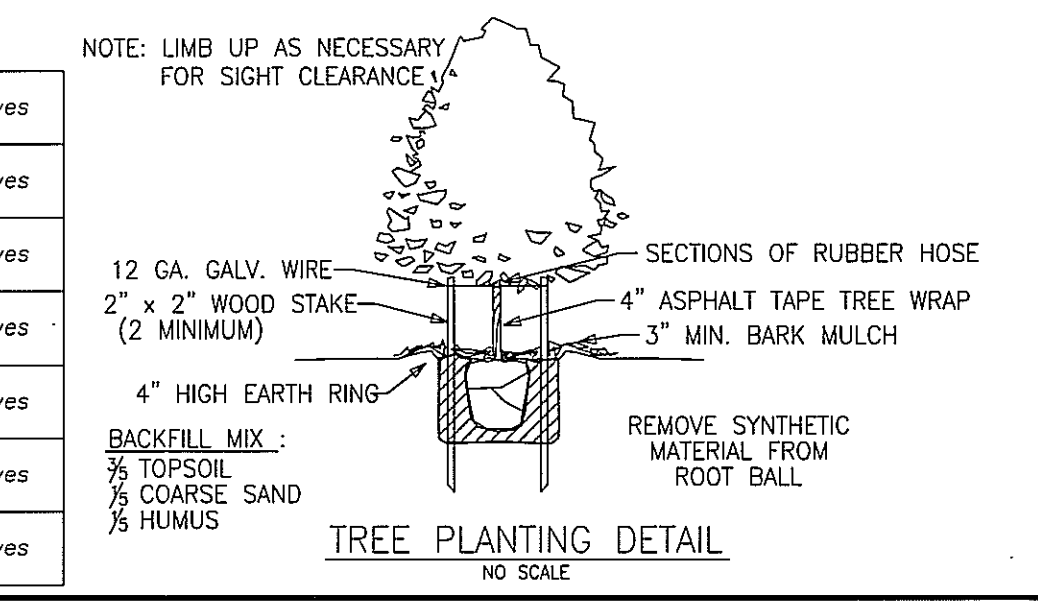 NOTE: LIMB UP AS NECESSARY
FOR SIGHT CLEARANCE
yes
yes
yes
yes
yes
yes
yes
12 GA. GALV. WIRE
2" x 2" WOOD STAKE
(2 MINIMUM)
4" HIGH EARTH RING
SECTIONS OF RUBBER HOSE
4" ASPHALT TAPE TREE WRAP
3" MIN. BARK MULCH
BACKFILL MIX :
3/5 TOPSOIL
1/5 COARSE SAND
1/5 HUMUS
REMOVE SYNTHETIC
MATERIAL FROM
ROOT BALL
TREE PLANTING DETAIL
NO SCALE